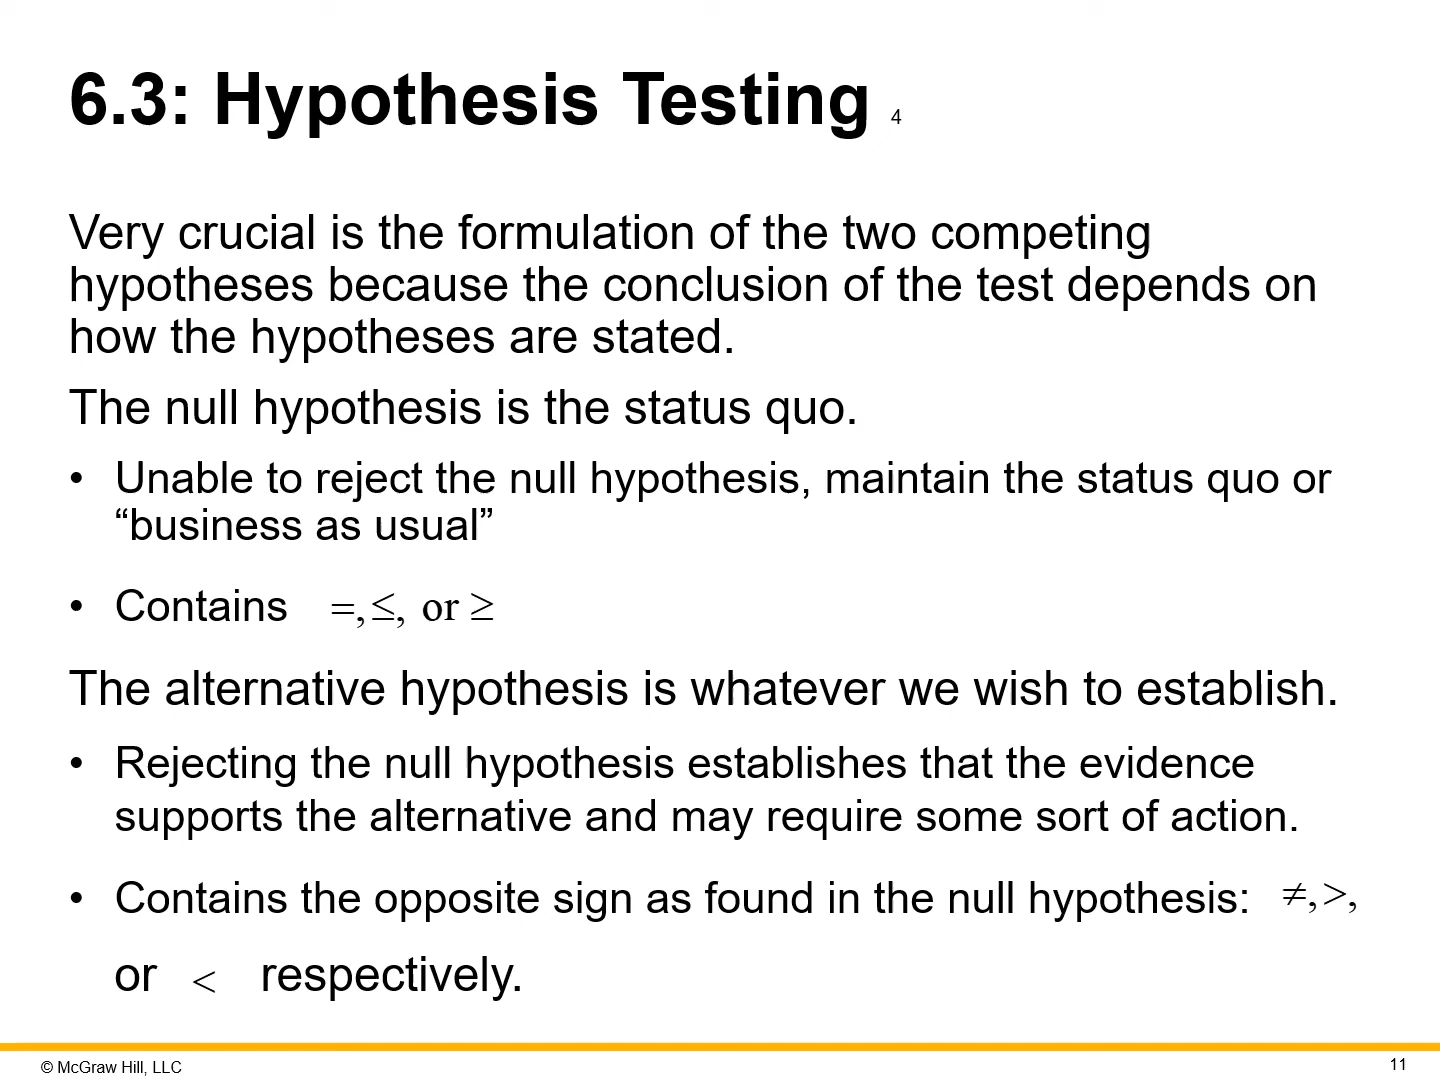 6.3: Hypothesis Testing 4
Very crucial is the formulation of the two competing
hypotheses because the conclusion of the test depends on
how the hypotheses are stated.
The null hypothesis is the status quo.
• Unable to reject the null hypothesis, maintain the status quo or
“business as usual”
• Contains =, ≤, or ≥
The alternative hypothesis is whatever we wish to establish.
• Rejecting the null hypothesis establishes that the evidence
supports the alternative and may require some sort of action.
• Contains the opposite sign as found in the null hypothesis: ≠, >,
or < respectively.
© McGraw Hill, LLC
11